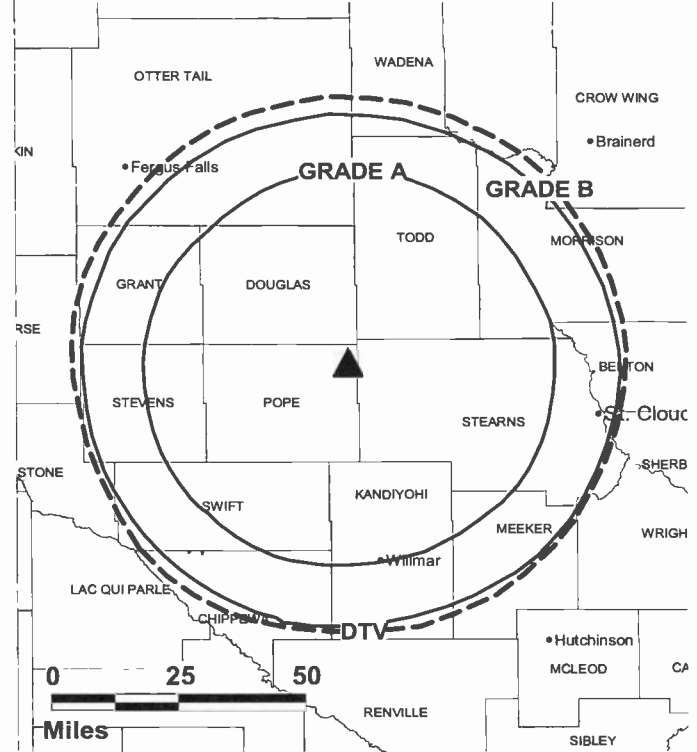 WADENA
OTTER TAIL
CROW WING
Brainerd
KIN
Fergus Falls
GRADE A
GRADE B
TODD
MORRISON
GRANT
DOUGLAS
RSE
BENTON
STEVENS
POPE
St. Cloud
STEARNS
STONE
SHERB
KANDIYOHI
SWIFT
MEEKER
WRIGH
Willmar
LAC QUI PARLE
CHIPPEWA
DTV
Hutchinson
0 25 50
MCLEOD
CA
RENVILLE
Miles
SIBLEY